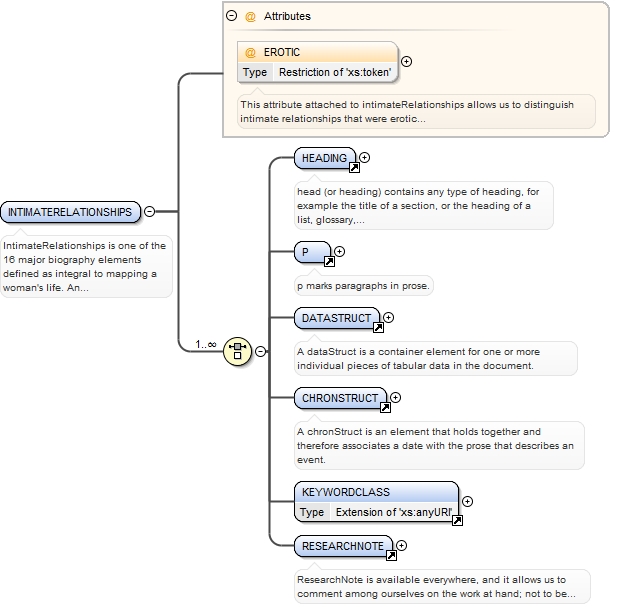 @ Attributes
@ EROTIC
Type Restriction of 'xs:token'
This attribute attached to intimateRelationships allows us to distinguish
intimate relationships that were erotic...
INTIMATERELATIONSHIPS
IntimateRelationships is one of the
16 major biography elements
defined as integral to mapping a
woman's life. An...
1..∞
HEADING
head (or heading) contains any type of heading, for
example the title of a section, or the heading of a
list, glossary,...
P
p marks paragraphs in prose.
DATASTRUCT
A dataStruct is a container element for one or more
individual pieces of tabular data in the document.
CHRONSTRUCT
A chronStruct is an element that holds together and
therefore associates a date with the prose that describes an
event.
KEYWORDCLASS
Type Extension of 'xs:anyURI'
RESEARCHNOTE
ResearchNote is available everywhere, and it allows us to
comment among ourselves on the work at hand; not to be...